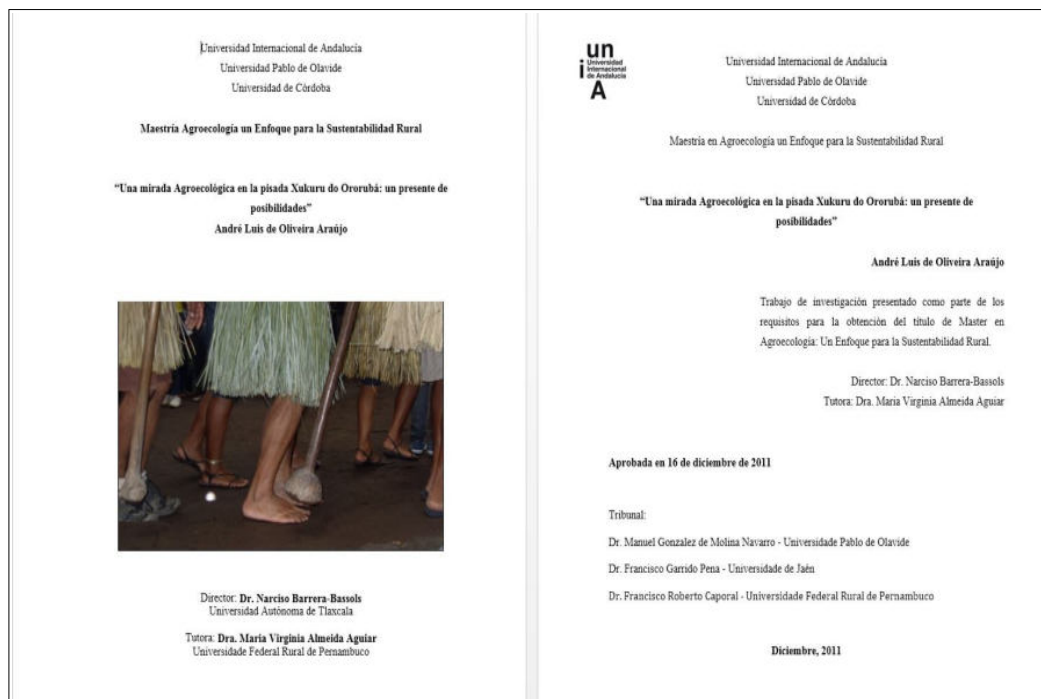 Universidad Internacional de Andalucía
Universidad Pablo de Olavide
Universidad de Córdoba
Maestría Agroecología un Enfoque para la Sustentabilidad Rural
“Una mirada Agroecológica en la pisada Xukuru do Ororubá: un presente de
posibilidades”
André Luis de Oliveira Araújo
Director: Dr. Narciso Barrera-Bassols
Universidad Autónoma de Tlaxcala
Tutora: Dra. Maria Virginia Almeida Aguiar
Universidade Federal Rural de Pernambuco
un
i
Universidad
Internacional
de Andalucía
A
Universidad Internacional de Andalucía
Universidad Pablo de Olavide
Universidad de Córdoba
Maestría en Agroecología un Enfoque para la Sustentabilidad Rural
“Una mirada Agroecológica en la pisada Xukuru do Ororubá: un presente de
posibilidades”
André Luis de Oliveira Araújo
Trabajo de investigación presentado como parte de los
requisitos para la obtención del título de Master en
Agroecología: Un Enfoque para la Sustentabilidad Rural.
Director: Dr. Narciso Barrera-Bassols
Tutora: Dra. Maria Virginia Almeida Aguiar
Aprobada en 16 de diciembre de 2011
Tribunal:
Dr. Manuel Gonzalez de Molina Navarro - Universidade Pablo de Olavide
Dr. Francisco Garrido Pena - Universidade de Jaén
Dr. Francisco Roberto Caporal - Universidade Federal Rural de Pernambuco
Diciembre, 2011